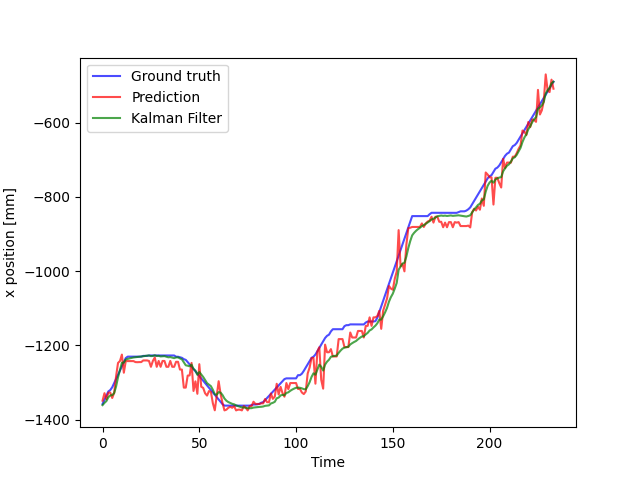 Ground truth
Prediction
Kalman Filter
−600
−800
−1000
−1200
−1400
x position [mm]
0 50 100 150 200
Time